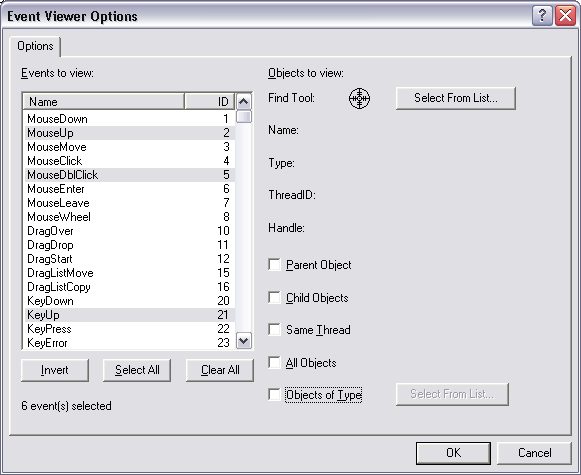 Event Viewer Options
Options
Events to view:
Name ID
MouseDown 1
MouseUp 2
MouseMove 3
MouseClick 4
MouseDblClick 5
MouseEnter 6
MouseLeave 7
MouseWheel 8
DragOver 10
DragDrop 11
DragStart 12
DragListMove 15
DragListCopy 16
KeyDown 20
KeyUp 21
KeyPress 22
KeyError 23
Invert Select All Clear All
6 event(s) selected
Objects to view:
Find Tool: Select From List...
Name:
Type:
ThreadID:
Handle:
Parent Object
Child Objects
Same Thread
All Objects
Objects of Type Select From List...
OK Cancel